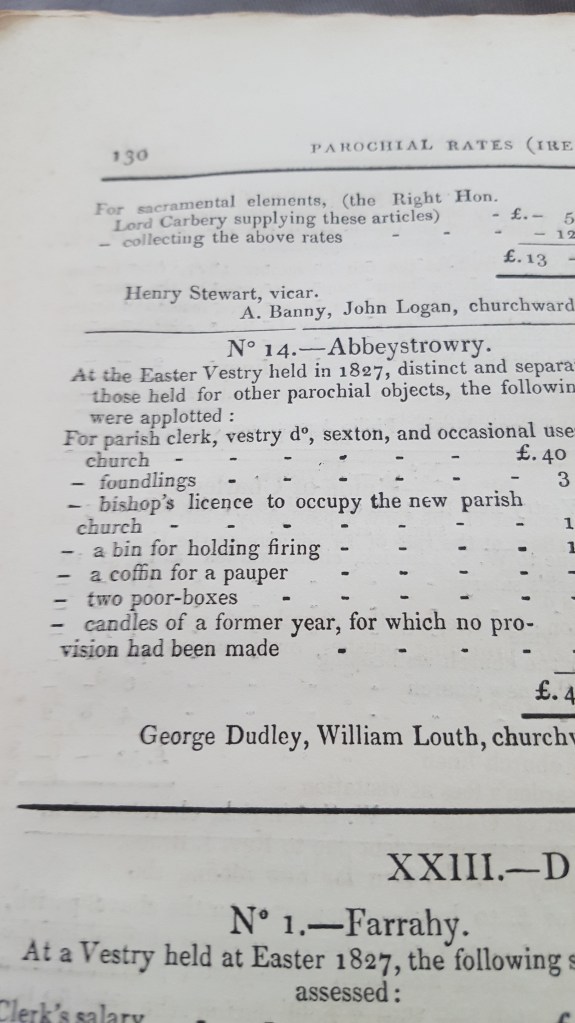 130 PAROCHIAL RATES (IRE
For sacramental elements, (the Right Hon.
Lord Carbery supplying these articles) - £.— 5
— collecting the above rates - - - — 12
£.13 -
Henry Stewart, vicar.
A. Banny, John Logan, churchward
N° 14.—Abbeystrowry.
At the Easter Vestry held in 1827, distinct and separa
those held for other parochial objects, the followin
were applotted :
For parish clerk, vestry d°, sexton, and occasional use
church - - - - - - £.40
— foundlings - - - - - - 3
— bishop's licence to occupy the new parish
church - - - - - - - 1
— a bin for holding firing - - - - 1
— a coffin for a pauper - - - - -
— two poor-boxes - - - - - -
— candles of a former year, for which no pro-
vision had been made - - - - -
£.4
George Dudley, William Louth, church
XXIII.—D
N° 1.—Farrahy.
At a Vestry held at Easter 1827, the following s
assessed :
Clerk's salary - - - - £